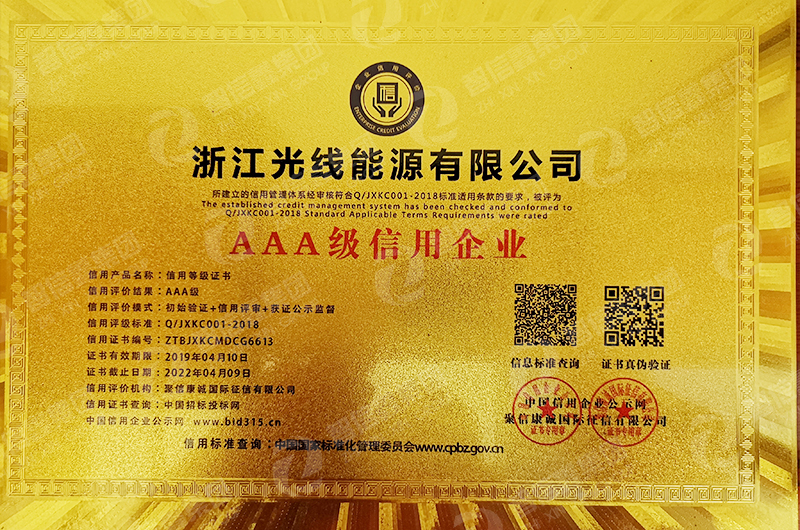 企业信用评价
信
ENTERPRISE CREDIT EVALUATION
浙江光线能源有限公司
所建立的信用管理体系经审核符合Q/JXKC001-2018标准适用条款的要求，被评为
The established credit management system has been checked and conformed to
Q/JXKC001-2018 Standard Applicable Terms Requirements were rated
AAA级信用企业
信用产品名称：信用等级证书
信用评价结果：AAA级
信用评价模式：初始验证+信用评审+获证公示监督
信用评级标准：Q/JXKC001-2018
信用证书编号：ZTBJXKCMDCG6613
证书有效期限：2019年04月10日
证书截止日期：2022年04月09日
信用评价机构：聚信康诚国际征信有限公司
信用证书查询：中国招标投标网
中国信用企业公示网 www.bid315.cn
信用标准查询：中国国家标准化管理委员会www.cpbz.gov.cn
信息标准查询 证书真伪验证
中国信用企业公示网
聚信康诚国际征信有限公司
证书专用章
证书专用章